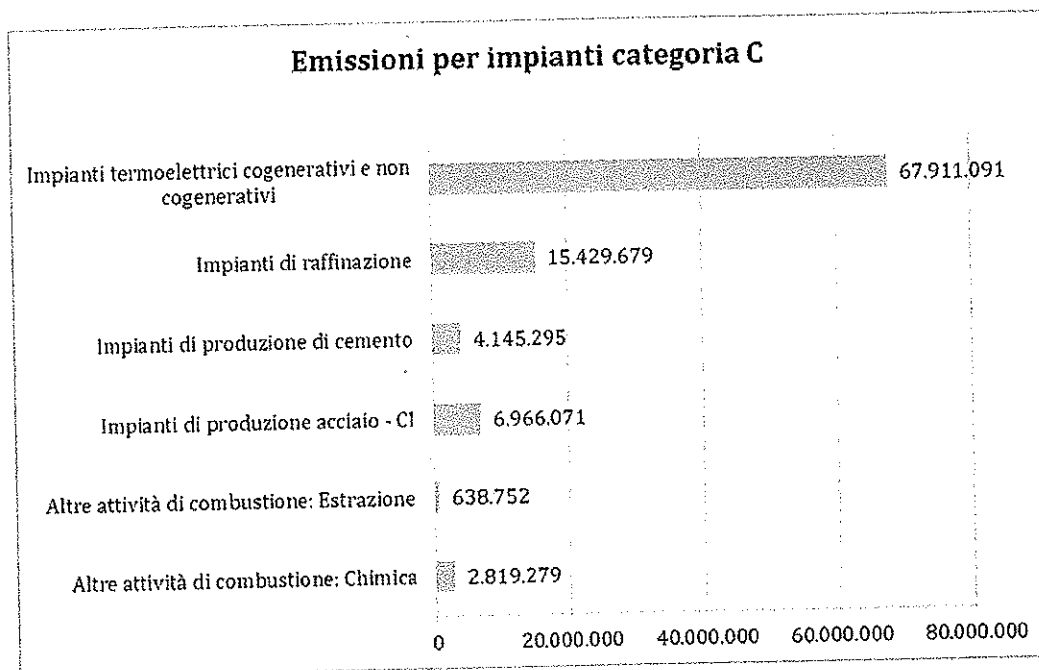 Emissioni per impianti categoria C
Impianti termoelettrici cogenerativi e non
cogenerativi
67.911.091
Impianti di raffinazione
15.429.679
Impianti di produzione di cemento
4.145.295
Impianti di produzione acciaio - CI
6.966.071
Altre attività di combustione: Estrazione
638.752
Altre attività di combustione: Chimica
2.819.279
0
20.000.000
40.000.000
60.000.000
80.000.000